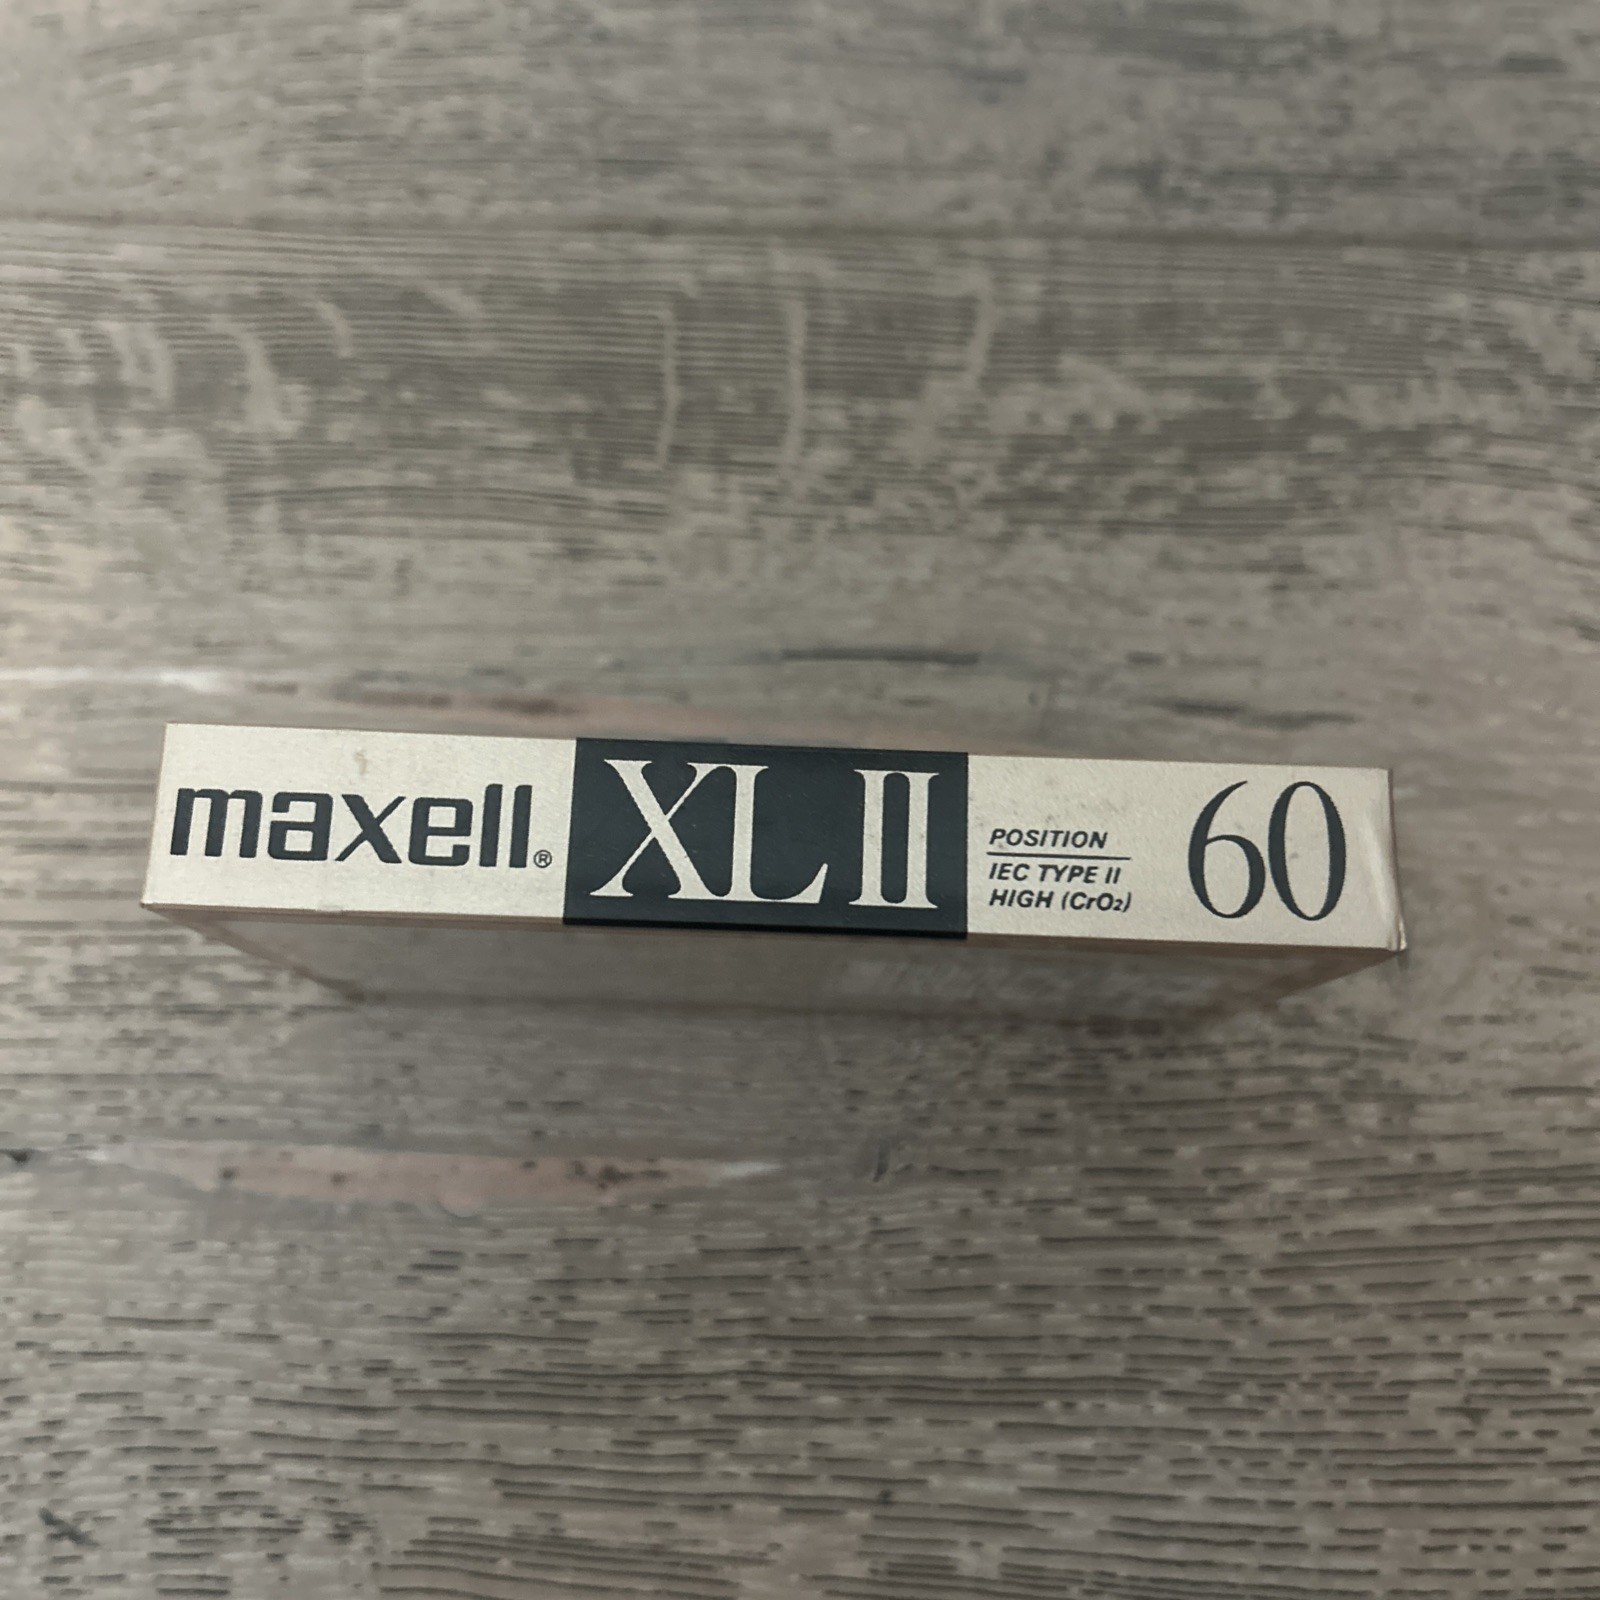 maxell®
XL II
POSITION
IEC TYPE II
HIGH (CrO₂)
60